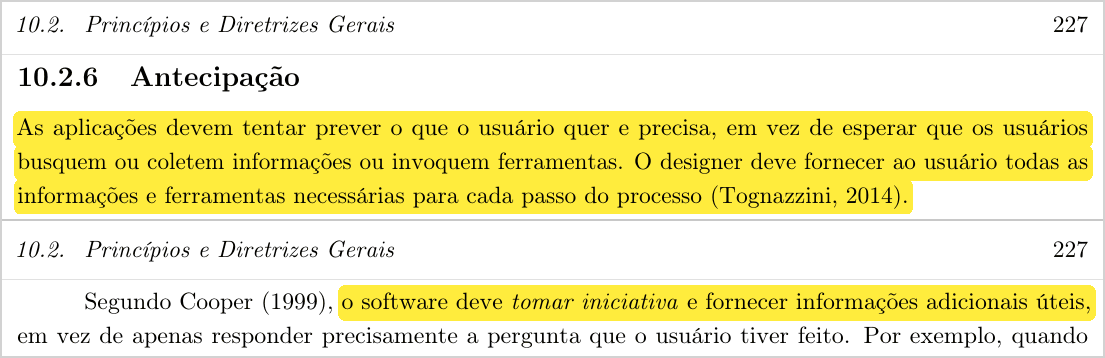 10.2. Princípios e Diretrizes Gerais 227
10.2.6 Antecipação
As aplicações devem tentar prever o que o usuário quer e precisa, em vez de esperar que os usuários
busquem ou coletem informações ou invoquem ferramentas. O designer deve fornecer ao usuário todas as
informações e ferramentas necessárias para cada passo do processo (Tognazzini, 2014).
10.2. Princípios e Diretrizes Gerais 227
Segundo Cooper (1999), o software deve tomar iniciativa e fornecer informações adicionais úteis,
em vez de apenas responder precisamente a pergunta que o usuário tiver feito. Por exemplo, quando